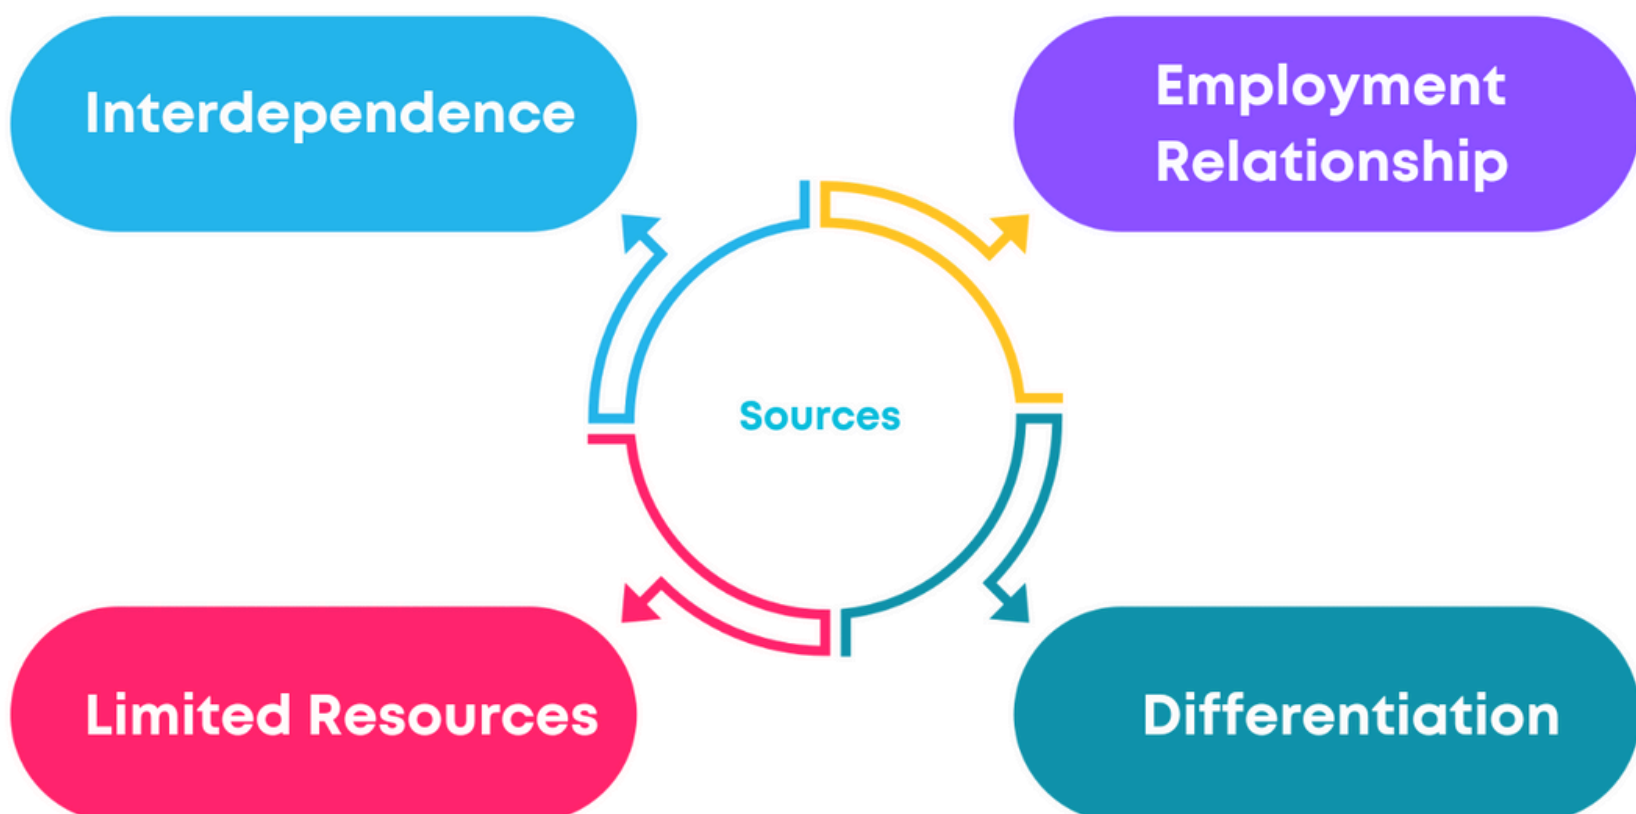 Interdependence
Employment
Relationship
Sources
Limited Resources
Differentiation